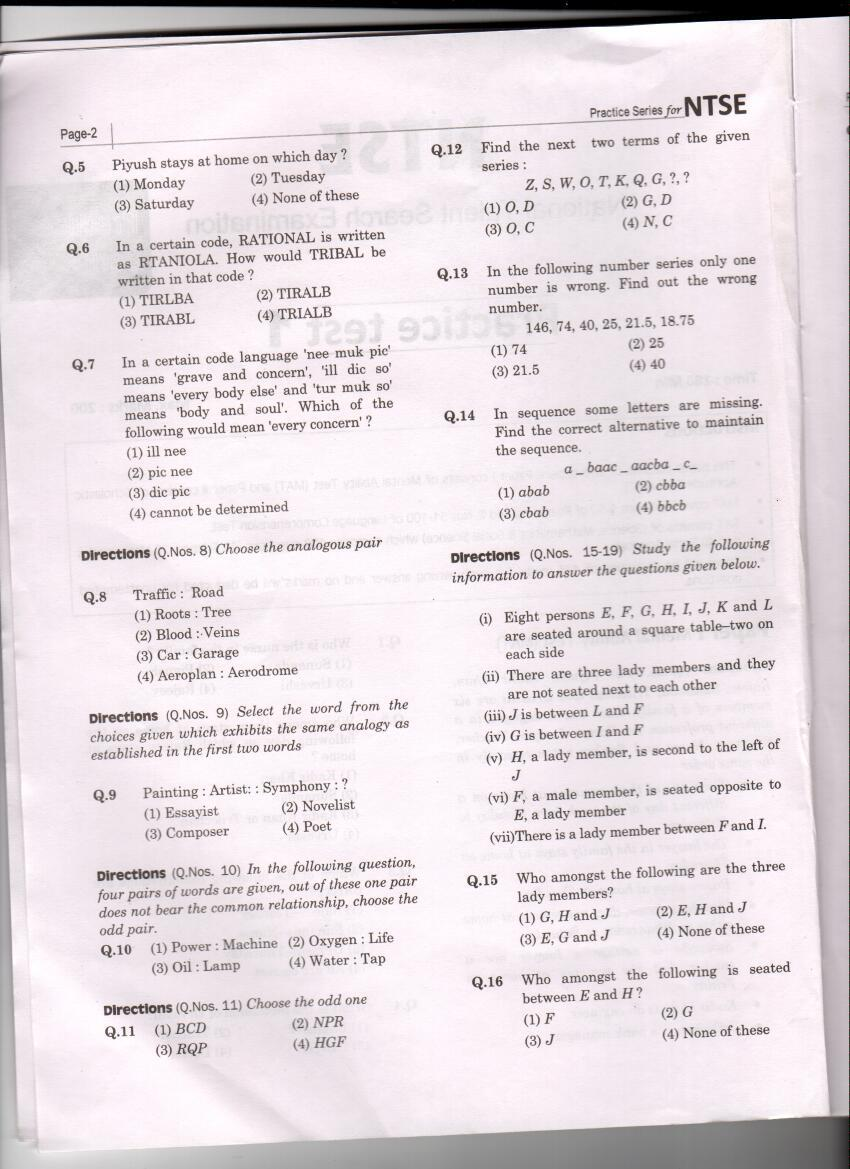 Page-2
Practice Series for NTSE
Q.5 Piyush stays at home on which day ?
(1) Monday (2) Tuesday
(3) Saturday (4) None of these
Q.6 In a certain code, RATIONAL is written
as RTANIOLA. How would TRIBAL be
written in that code ?
(1) TIRLBA (2) TIRALB
(3) TIRABL (4) TRIALB
Q.7 In a certain code language 'nee muk pic'
means 'grave and concern', 'ill dic so'
means 'every body else' and 'tur muk so'
means 'body and soul'. Which of the
following would mean 'every concern' ?
(1) ill nee
(2) pic nee
(3) dic pic
(4) cannot be determined
Directions (Q.Nos. 8) Choose the analogous pair
Q.8 Traffic : Road
(1) Roots : Tree
(2) Blood : Veins
(3) Car : Garage
(4) Aeroplan : Aerodrome
Directions (Q.Nos. 9) Select the word from the
choices given which exhibits the same analogy as
established in the first two words
Q.9 Painting : Artist: : Symphony : ?
(1) Essayist (2) Novelist
(3) Composer (4) Poet
Directions (Q.Nos. 10) In the following question,
four pairs of words are given, out of these one pair
does not bear the common relationship, choose the
odd pair.
Q.10 (1) Power : Machine (2) Oxygen : Life
(3) Oil : Lamp (4) Water : Tap
Directions (Q.Nos. 11) Choose the odd one
Q.11 (1) BCD (2) NPR
(3) RQP (4) HGF
Q.12 Find the next two terms of the given
series :
Z, S, W, O, T, K, Q, G, ?, ?
(1) O, D (2) G, D
(3) O, C (4) N, C
Q.13 In the following number series only one
number is wrong. Find out the wrong
number.
146, 74, 40, 25, 21.5, 18.75
(1) 74 (2) 25
(3) 21.5 (4) 40
Q.14 In sequence some letters are missing.
Find the correct alternative to maintain
the sequence.
a _ baac _ aacba _ c_
(1) abab (2) cbba
(3) cbab (4) bbcb
Directions (Q.Nos. 15-19) Study the following
information to answer the questions given below.
(i) Eight persons E, F, G, H, I, J, K and L
are seated around a square table–two on
each side
(ii) There are three lady members and they
are not seated next to each other
(iii) J is between L and F
(iv) G is between I and F
(v) H, a lady member, is second to the left of
J
(vi) F, a male member, is seated opposite to
E, a lady member
(vii)There is a lady member between F and I.
Q.15 Who amongst the following are the three
lady members?
(1) G, H and J (2) E, H and J
(3) E, G and J (4) None of these
Q.16 Who amongst the following is seated
between E and H ?
(1) F (2) G
(3) J (4) None of these